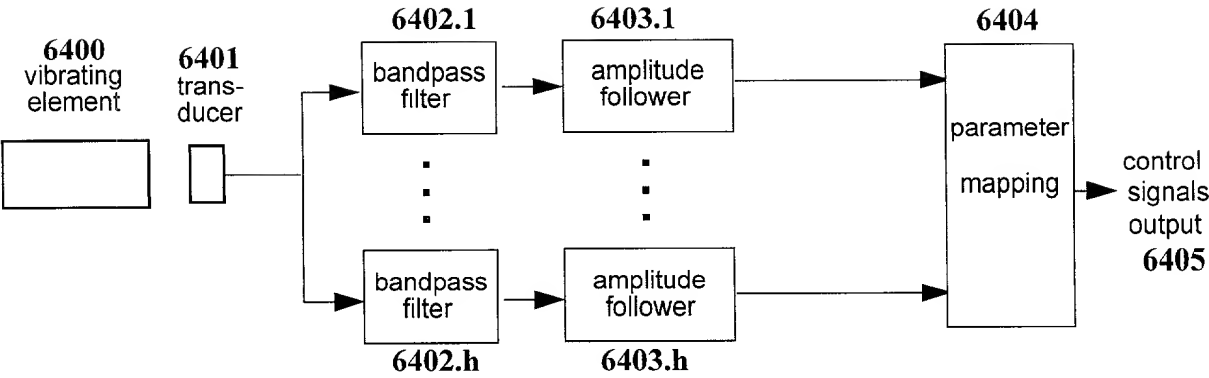 6400
vibrating
element
6401
trans-
ducer
6402.1
bandpass
filter
6403.1
amplitude
follower
6402.h
bandpass
filter
6403.h
amplitude
follower
6404
parameter
mapping
control
signals
output
6405